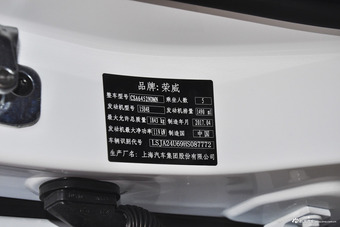 品牌:荣威
整车型号 CSA6452NDMN 乘坐人数 5
发动机型号 15E4E 发动机排量 1490 ml
最大允许总质量 1843 kg 制造年月 2017.04
发动机最大净功率 119 kW 制造国 中国
车辆识别代号 LSJA24U69HS087772
生产厂名: 上海汽车集团股份有限公司